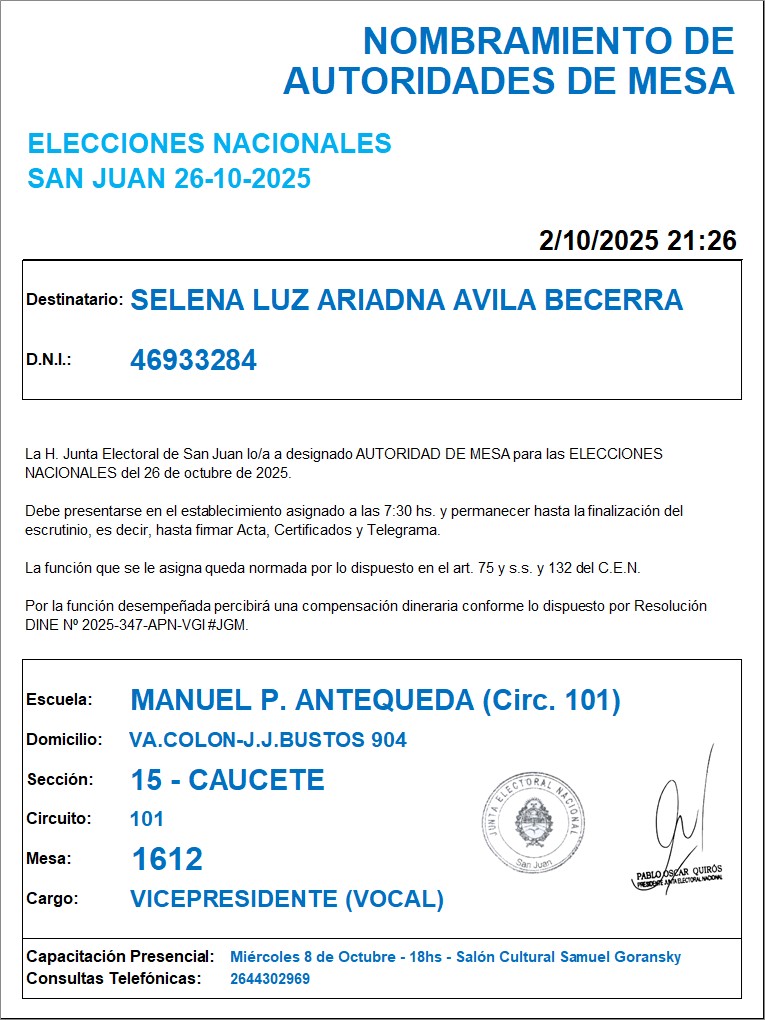 NOMBRAMIENTO DE
AUTORIDADES DE MESA
ELECCIONES NACIONALES
SAN JUAN 26-10-2025
2/10/2025 21:26
Destinatario: SELENA LUZ ARIADNA AVILA BECERRA
D.N.I.: 46933284
La H. Junta Electoral de San Juan lo/a a designado AUTORIDAD DE MESA para las ELECCIONES
NACIONALES del 26 de octubre de 2025.
Debe presentarse en el establecimiento asignado a las 7:30 hs. y permanecer hasta la finalización del
escrutinio, es decir, hasta firmar Acta, Certificados y Telegrama.
La función que se le asigna queda normada por lo dispuesto en el art. 75 y s.s. y 132 del C.E.N.
Por la función desempeñada percibirá una compensación dineraria conforme lo dispuesto por Resolución
DINE Nº 2025-347-APN-VGI#JGM.
Escuela: MANUEL P. ANTEQUEDA (Circ. 101)
Domicilio: VA.COLON-J.J.BUSTOS 904
Sección: 15 - CAUCETE
Circuito: 101
Mesa: 1612
Cargo: VICEPRESIDENTE (VOCAL)
JUNTA ELECTORAL NACIONAL
San Juan
PABLO OSCAR QUIRÓS
PRESIDENTE JUNTA ELECTORAL NACIONAL
Capacitación Presencial: Miércoles 8 de Octubre - 18hs - Salón Cultural Samuel Goransky
Consultas Telefónicas: 2644302969